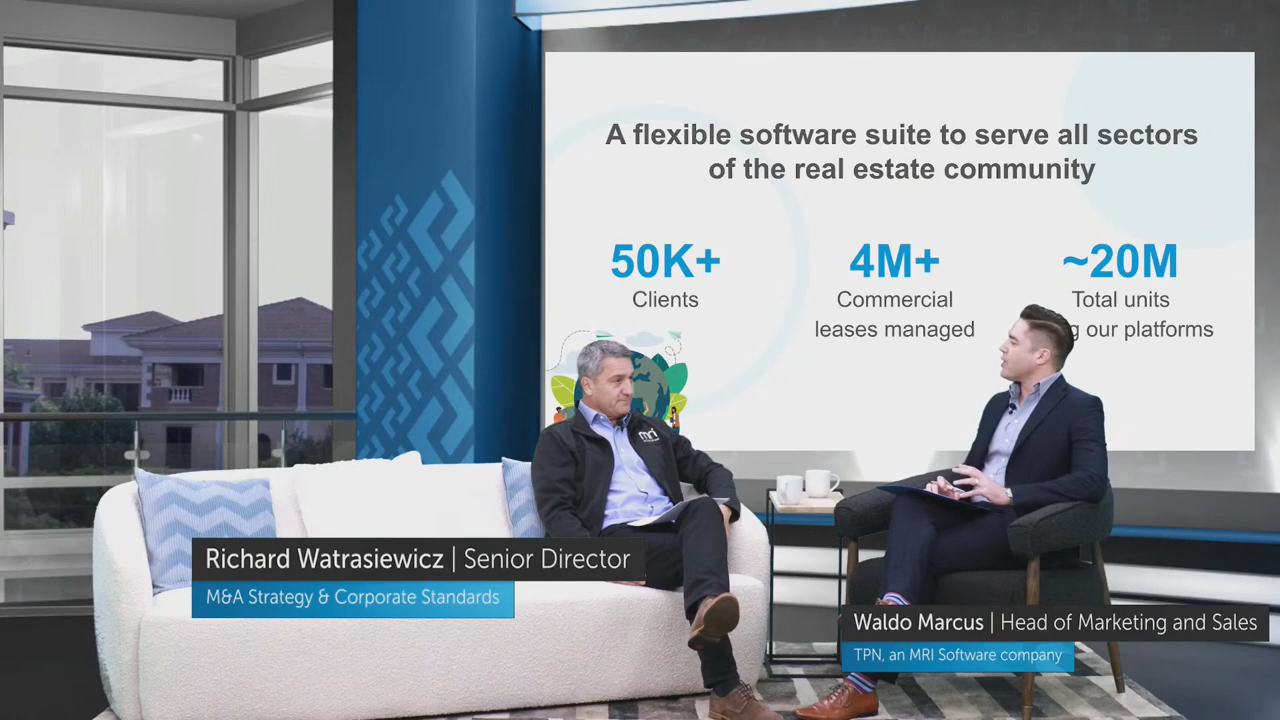 A flexible software suite to serve all sectors
of the real estate community
50K+
Clients
4M+
Commercial
leases managed
~20M
Total units
our platforms
mri
Richard Watrasiewicz | Senior Director
M&A Strategy & Corporate Standards
Waldo Marcus | Head of Marketing and Sales
TPN, an MRI Software company